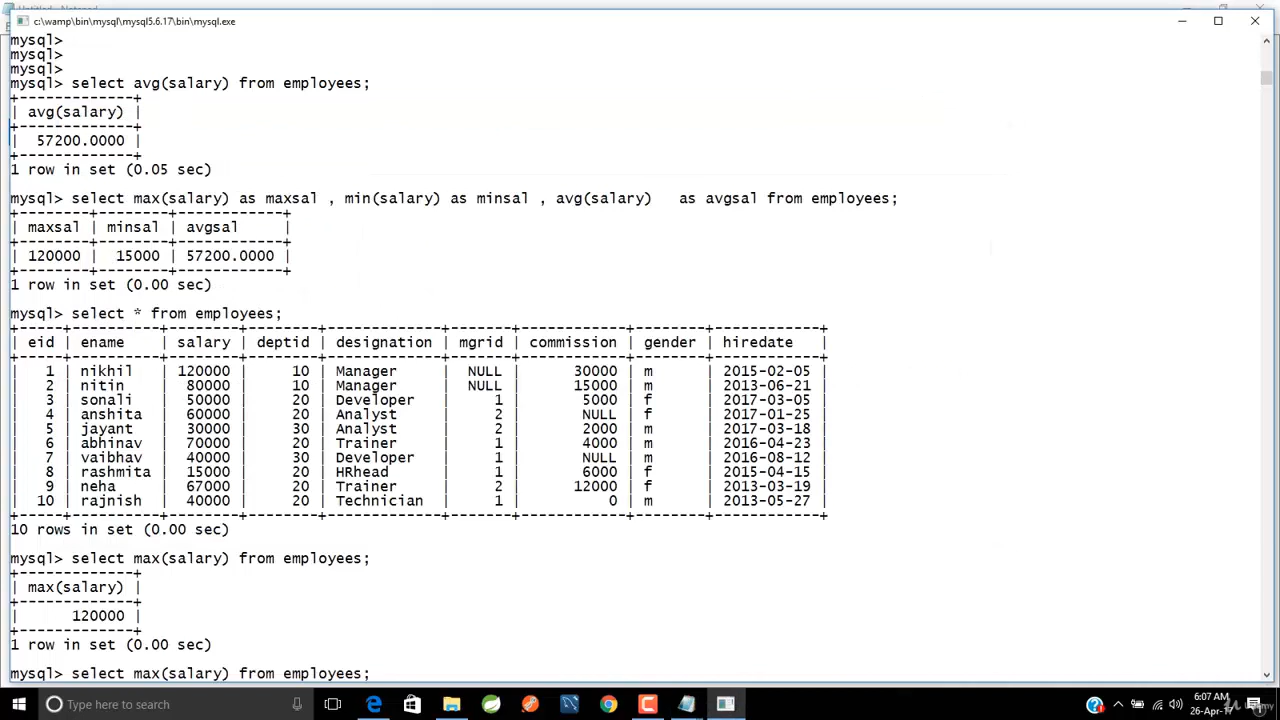 c:\wamp\bin\mysql\mysql5.6.17\bin\mysql.exe
mysql>
mysql>
mysql>
mysql> select avg(salary) from employees;
+-------------+
| avg(salary) |
+-------------+
|  57200.0000 |
+-------------+
1 row in set (0.05 sec)
mysql> select max(salary) as maxsal , min(salary) as minsal , avg(salary)   as avgsal from employees;
+--------+--------+------------+
| maxsal | minsal | avgsal     |
+--------+--------+------------+
| 120000 |  15000 | 57200.0000 |
+--------+--------+------------+
1 row in set (0.00 sec)
mysql> select * from employees;
+-----+----------+--------+--------+-------------+-------+------------+--------+------------+
| eid | ename    | salary | deptid | designation | mgrid | commission | gender | hiredate   |
+-----+----------+--------+--------+-------------+-------+------------+--------+------------+
|   1 | nikhil   | 120000 |     10 | Manager     |  NULL |      30000 | m      | 2015-02-05 |
|   2 | nitin    |  80000 |     10 | Manager     |  NULL |      15000 | m      | 2013-06-21 |
|   3 | sonali   |  50000 |     20 | Developer   |     1 |       5000 | f      | 2017-03-05 |
|   4 | anshita  |  60000 |     20 | Analyst     |     2 |       NULL | f      | 2017-01-25 |
|   5 | jayant   |  30000 |     30 | Analyst     |     2 |       2000 | m      | 2017-03-18 |
|   6 | abhinav  |  70000 |     20 | Trainer     |     1 |       4000 | m      | 2016-04-23 |
|   7 | vaibhav  |  40000 |     30 | Developer   |     1 |       NULL | m      | 2016-08-12 |
|   8 | rashmita |  15000 |     20 | HRhead      |     1 |       6000 | f      | 2015-04-15 |
|   9 | neha     |  67000 |     20 | Trainer     |     2 |      12000 | f      | 2013-03-19 |
|  10 | rajnish  |  40000 |     20 | Technician  |     1 |          0 | m      | 2013-05-27 |
+-----+----------+--------+--------+-------------+-------+------------+--------+------------+
10 rows in set (0.00 sec)
mysql> select max(salary) from employees;
+-------------+
| max(salary) |
+-------------+
|      120000 |
+-------------+
1 row in set (0.00 sec)
mysql> select max(salary) from employees;
Type here to search
6:07 AM
26-Apr-